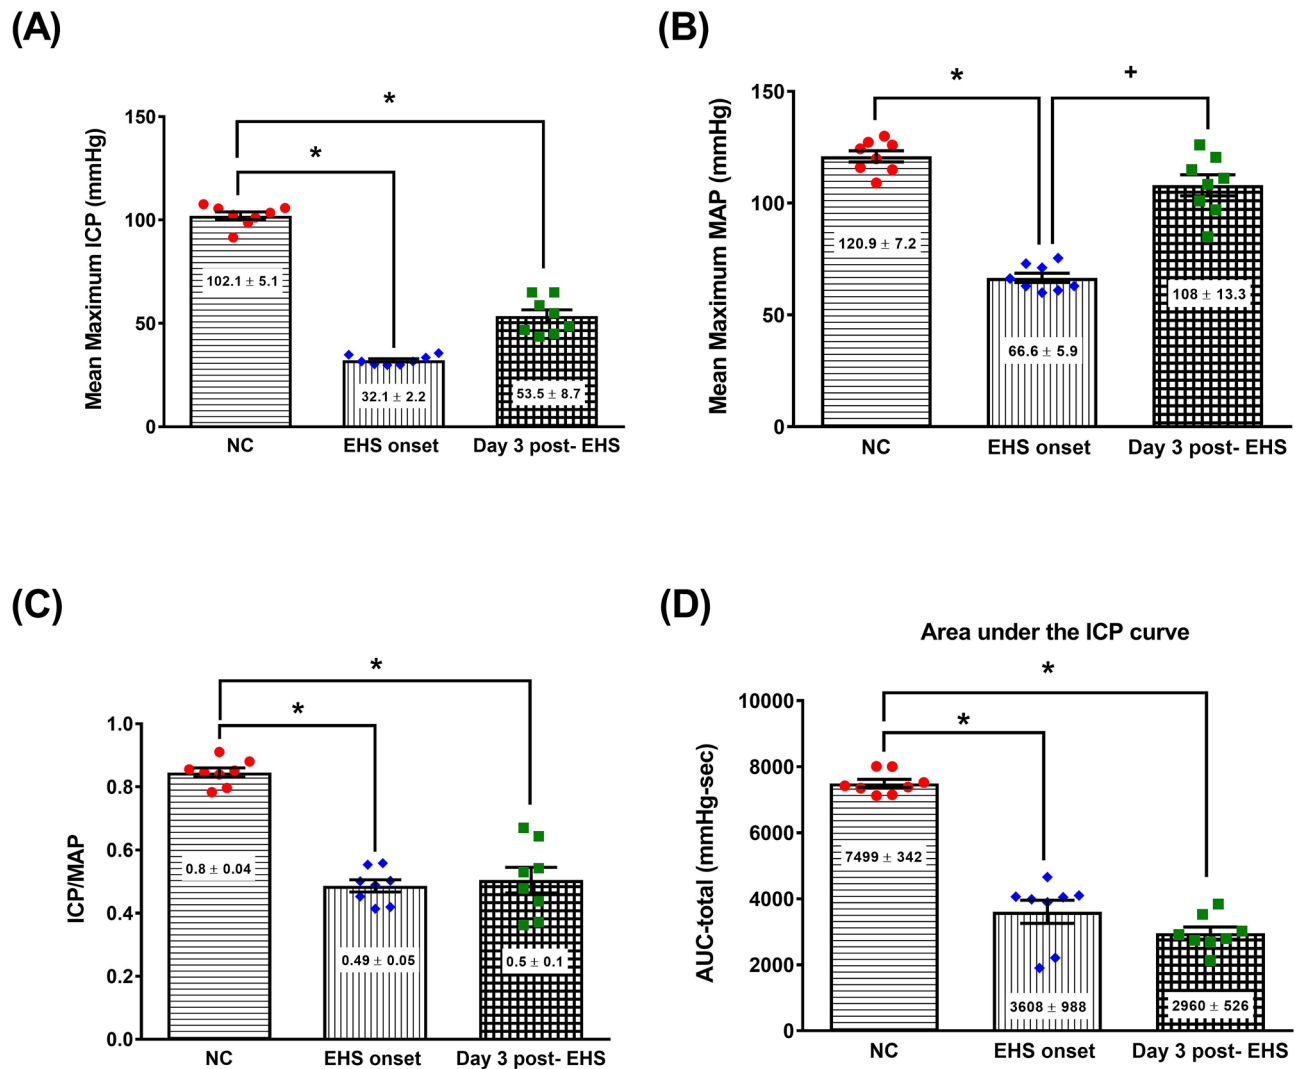 (A)
Mean Maximum ICP (mmHg)
150
100
50
0
*
*
102.1 ± 5.1
32.1 ± 2.2
53.5 ± 8.7
NC
EHS onset
Day 3 post- EHS
(B)
Mean Maximum MAP (mmHg)
150
100
50
0
*
+
120.9 ± 7.2
66.6 ± 5.9
108 ± 13.3
NC
EHS onset
Day 3 post- EHS
(C)
ICP/MAP
1.0
0.8
0.6
0.4
0.2
0.0
*
*
0.8 ± 0.04
0.49 ± 0.05
0.5 ± 0.1
NC
EHS onset
Day 3 post- EHS
(D)
Area under the ICP curve
AUC-total (mmHg-sec)
10000
8000
6000
4000
2000
0
*
*
7499 ± 342
3608 ± 988
2960 ± 526
NC
EHS onset
Day 3 post- EHS